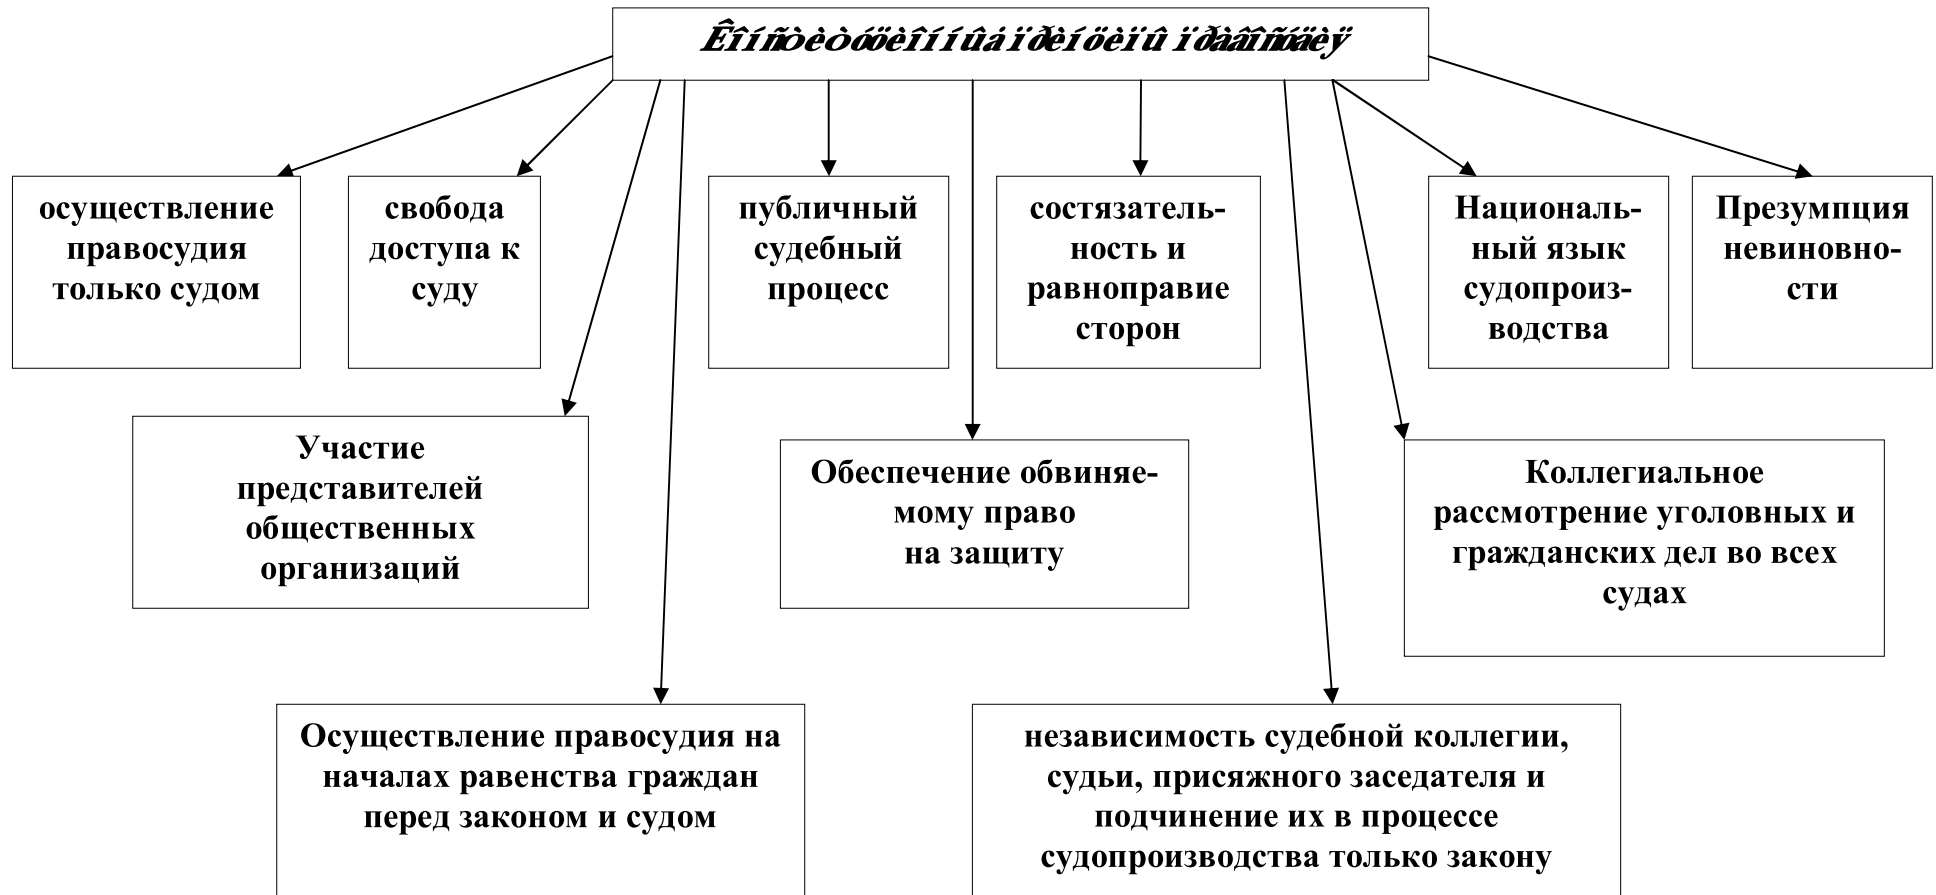 Êîíñòèòóöèîííûå ïðèíöèïû ïðàâîñóäèÿ
осуществление
правосудия
только судом
свобода
доступа к
суду
публичный
судебный
процесс
состязатель-
ность и
равноправие
сторон
Националь-
ный язык
судопроиз-
водства
Презумпция
невиновно-
сти
Участие
представителей
общественных
организаций
Обеспечение обвиняе-
мому право
на защиту
Коллегиальное
рассмотрение уголовных и
гражданских дел во всех
судах
Осуществление правосудия на
началах равенства граждан
перед законом и судом
независимость судебной коллегии,
судьи, присяжного заседателя и
подчинение их в процессе
судопроизводства только закону